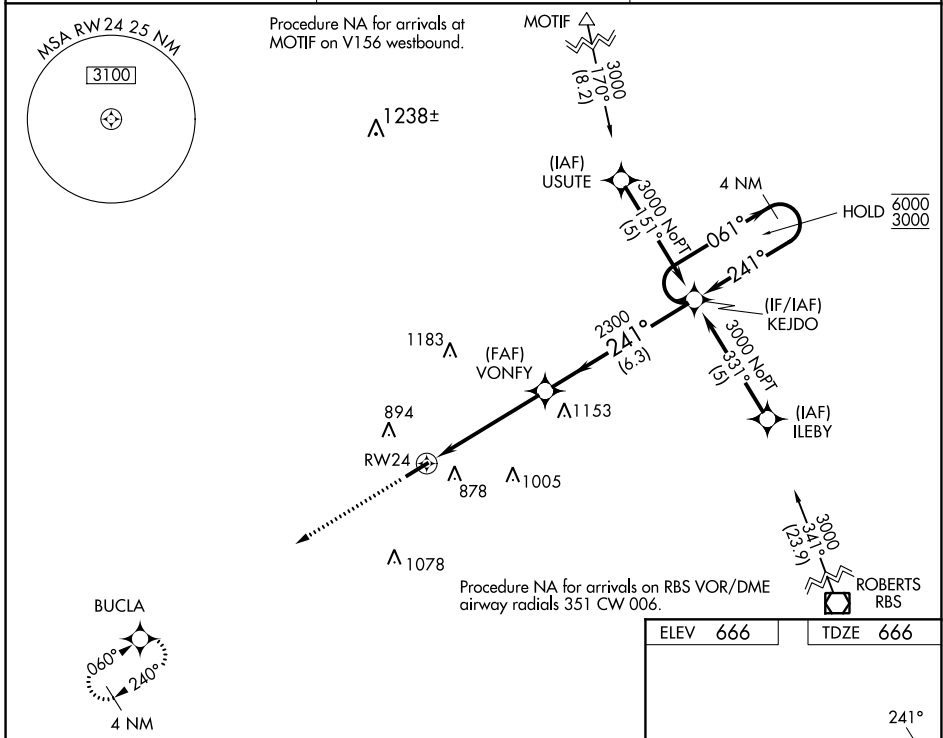 MSA RW24 25 NM
3100
Procedure NA for arrivals at
MOTIF on V156 westbound.
MOTIF
3000
170°
(8.2)
1238±
(IAF)
USUTE
3000 NoPT
151°
(5)
4 NM
HOLD
6000
3000
061°
241°
(IF/IAF)
KEJDO
2300
241°
(6.3)
3000 NoPT
331°
(5)
1183
(FAF)
VONFY
1153
(IAF)
ILEBY
894
RW24
878
1005
1078
3000
341°
(23.9)
Procedure NA for arrivals on RBS VOR/DME
airway radials 351 CW 006.
ROBERTS
RBS
BUCLA
060°
240°
4 NM
ELEV 666
TDZE 666
241°